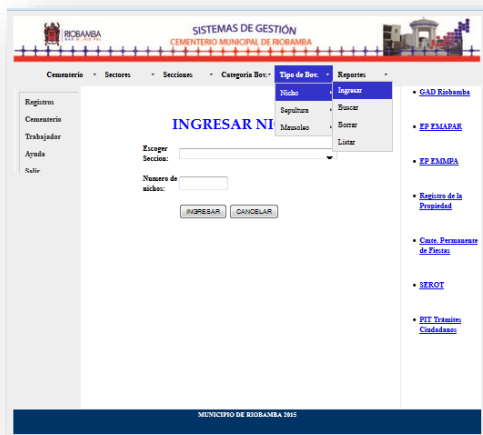 RIOBAMBA
SISTEMAS DE GESTIÓN
CEMENTERIO MUNICIPAL DE RIOBAMBA
Cementerio Sectores Secciones Categoria Bov. Tipo de Bov. Reportes
Nicho
Sepultura
Mausoleo
Ingresar
Buscar
Borrar
Listar
Registros
Cementerio
Trabajador
Ayuda
Salir
INGRESAR NI
Escoger
Seccion:
Numero de
nichos:
INGRESAR CANCELAR
GAD Riobamba
EP EMAPAR
EP EMMPA
Registro de la
Propiedad
Cmte. Permanente
de Fiestas
SEROT
PIT Trámites
Ciudadanos
MUNICIPIO DE RIOBAMBA 2015